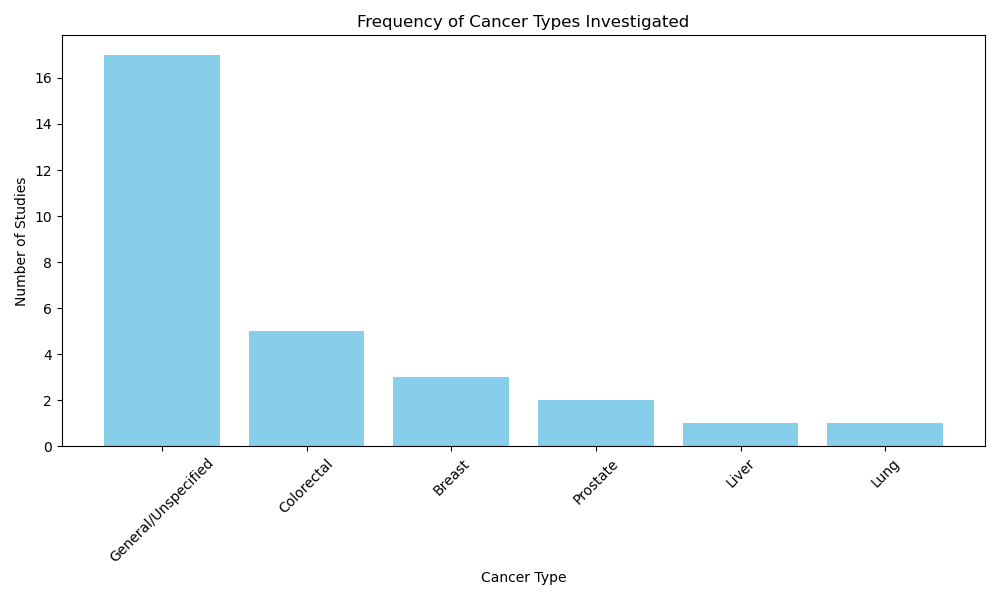 Frequency of Cancer Types Investigated
Number of Studies
16
14
12
10
8
6
4
2
0
General/Unspecified
Colorectal
Breast
Prostate
Liver
Lung
Cancer Type